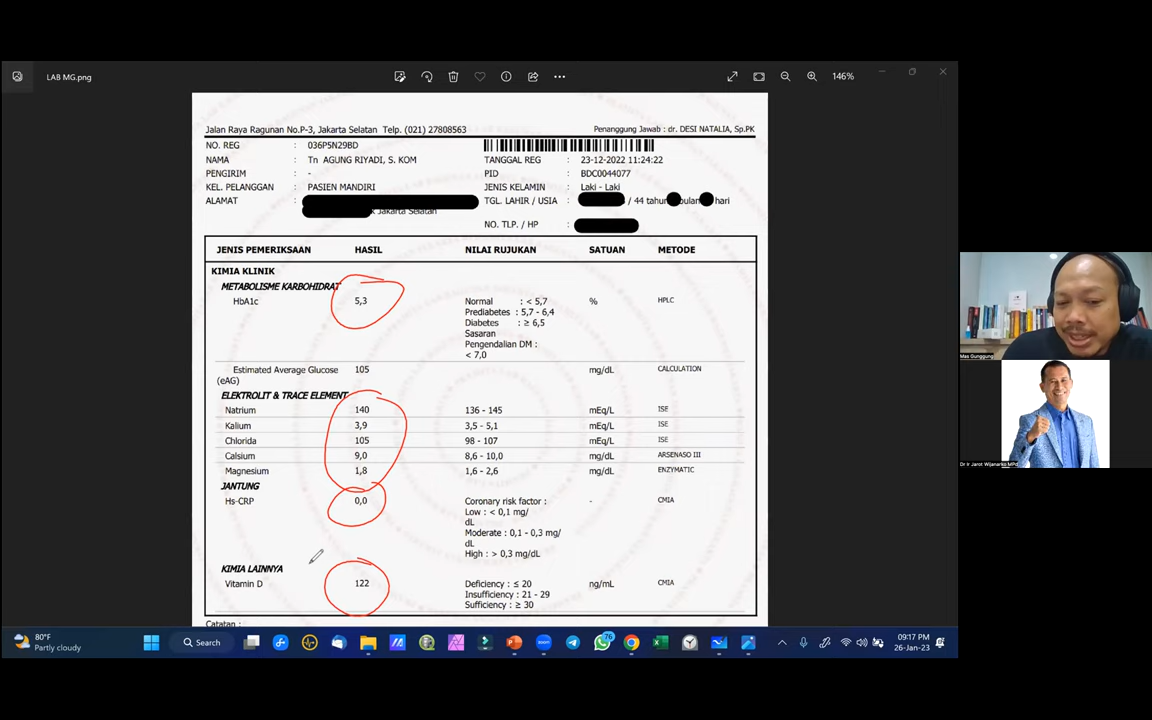 LAB MG.png
146%
Jalan Raya Ragunan No.P-3, Jakarta Selatan Telp. (021) 27808563
Penanggung Jawab : dr. DESI NATALIA, Sp.PK
NO. REG : 036P5N29BD
NAMA : Tn AGUNG RIYADI, S. KOM
TANGGAL REG : 23-12-2022 11:24:22
PENGIRIM : -
PID : BDC0044077
KEL. PELANGGAN : PASIEN MANDIRI
JENIS KELAMIN : Laki - Laki
ALAMAT :
TGL. LAHIR / USIA : / 44 tahun bulan hari
Jakarta Selatan
NO. TLP. / HP :
JENIS PEMERIKSAAN HASIL NILAI RUJUKAN SATUAN METODE
KIMIA KLINIK
METABOLISME KARBOHIDRAT
HbA1c 5,3 Normal : < 5,7 % HPLC
Prediabetes : 5,7 - 6,4
Diabetes : ≥ 6,5
Sasaran
Pengendalian DM :
< 7,0
Estimated Average Glucose 105 mg/dL CALCULATION
(eAG)
ELEKTROLIT & TRACE ELEMENT
Natrium 140 136 - 145 mEq/L ISE
Kalium 3,9 3,5 - 5,1 mEq/L ISE
Chlorida 105 98 - 107 mEq/L ISE
Calsium 9,0 8,6 - 10,0 mg/dL ARSENASO III
Magnesium 1,8 1,6 - 2,6 mg/dL ENZYMATIC
JANTUNG
Hs-CRP 0,0 Coronary risk factor : - CMIA
Low : < 0,1 mg/
dL
Moderate : 0,1 - 0,3 mg/
dL
High : > 0,3 mg/dL
KIMIA LAINNYA
Vitamin D 122 Deficiency : ≤ 20 ng/mL CMIA
Insufficiency : 21 - 29
Sufficiency : ≥ 30
Catatan :
Mas Gunggung
Dr Ir Jarot Wijanarko MPd
80°F
Partly cloudy
Search
76
09:17 PM
26-Jan-23